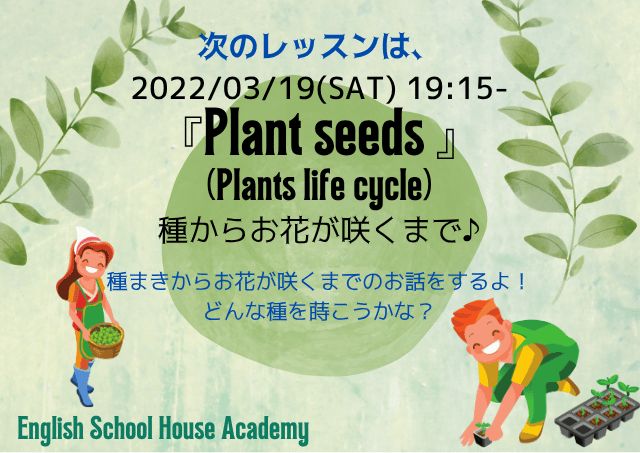 次のレッスンは、
2022/03/19(SAT) 19:15-
『Plant seeds 』
(Plants life cycle)
種からお花が咲くまで♪
種まきからお花が咲くまでのお話をするよ！
どんな種を蒔こうかな？
English School House Academy